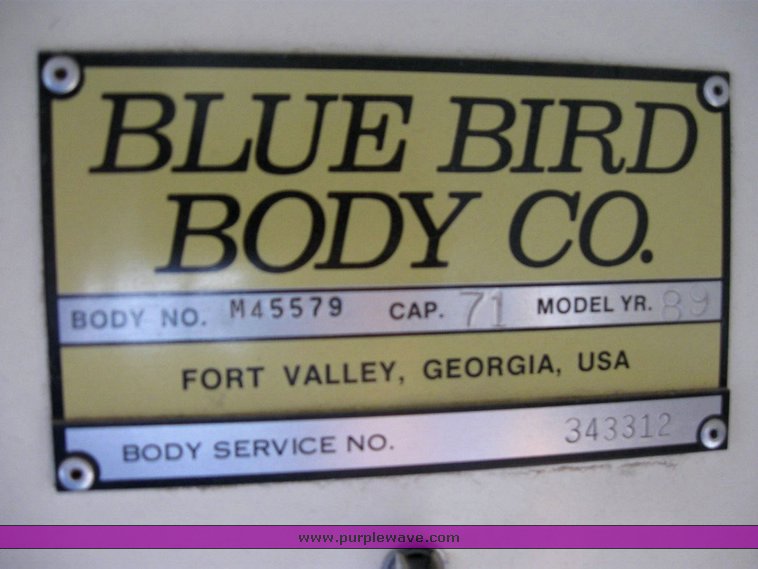 BLUE BIRD
BODY CO.
BODY NO. M45579 CAP. 71 MODEL YR. 89
FORT VALLEY, GEORGIA, USA
BODY SERVICE NO. 343312
www.purplewave.com